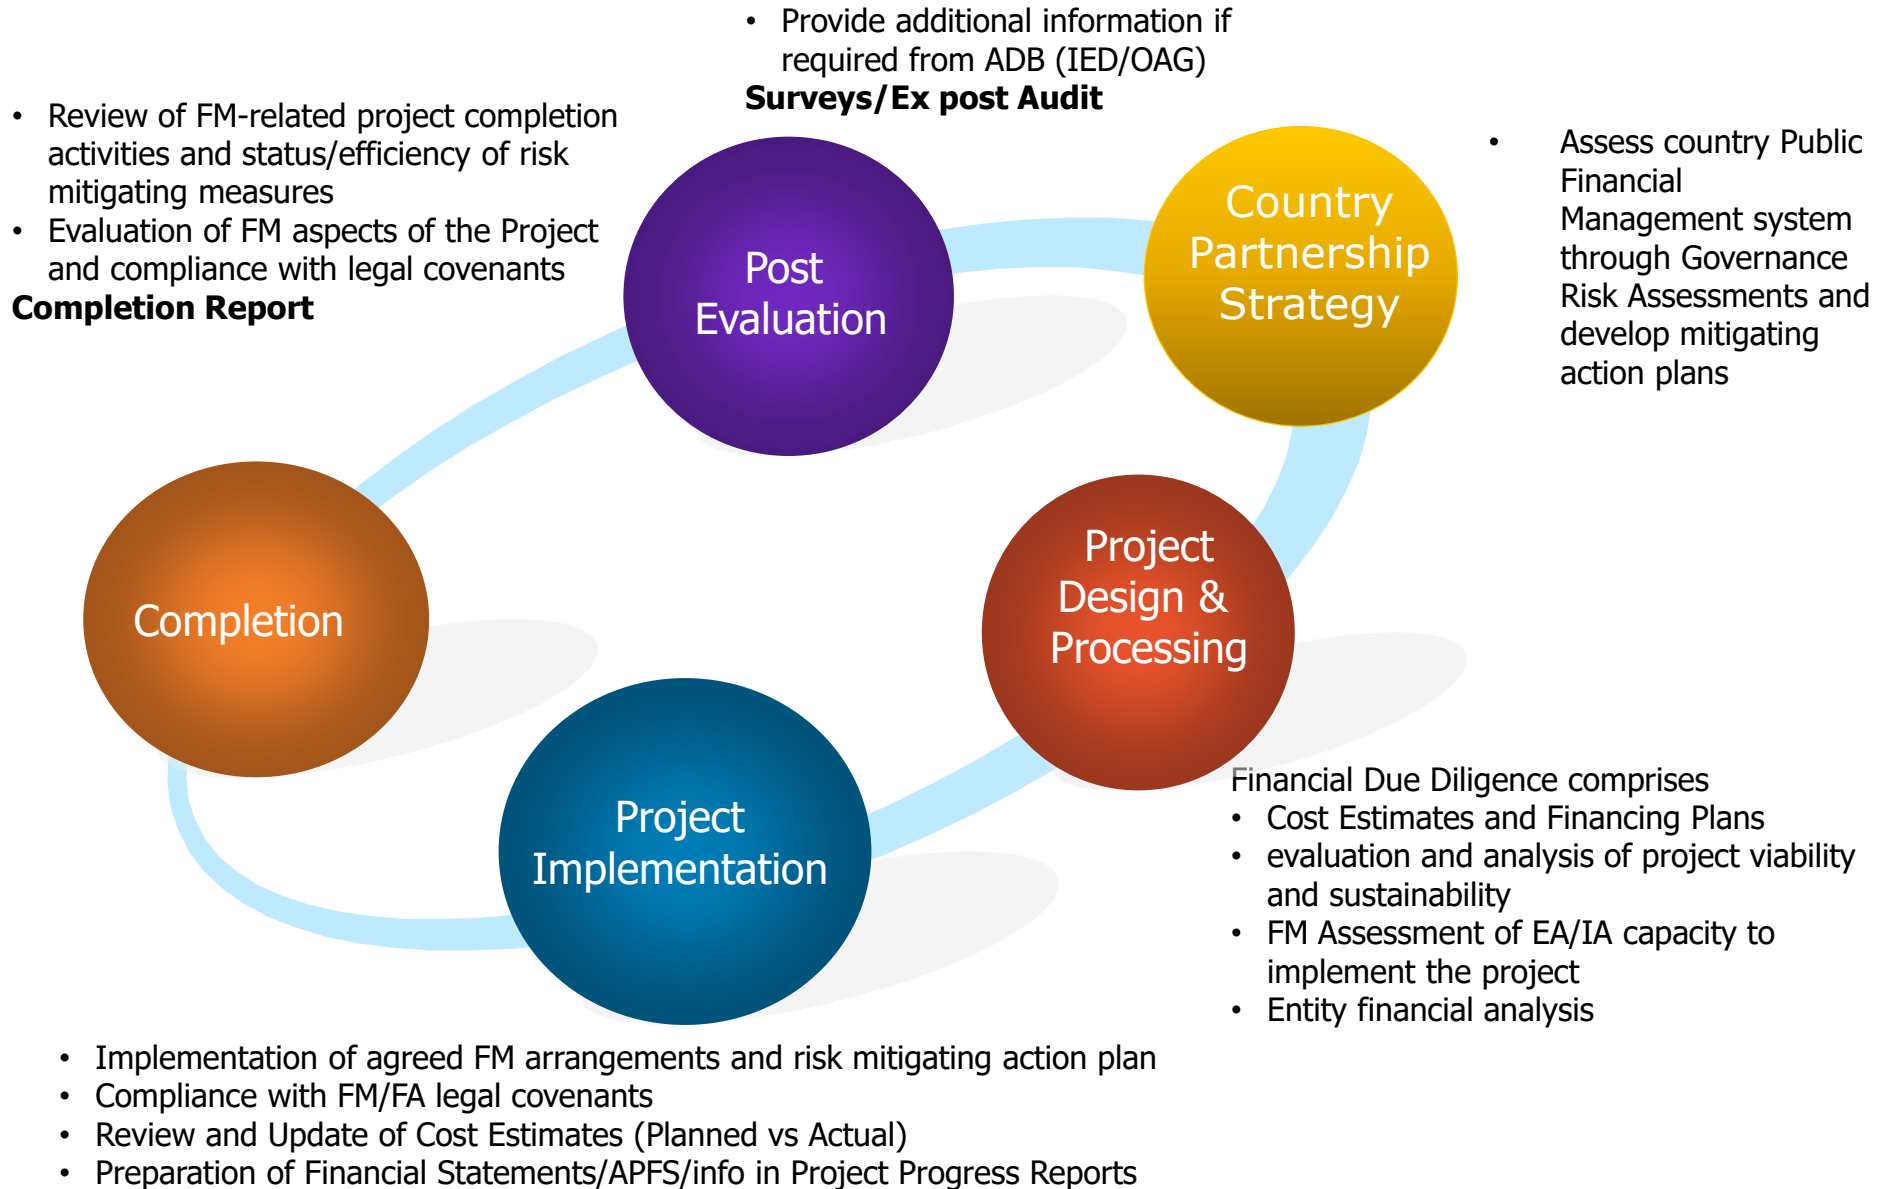 • Provide additional information if
required from ADB (IED/OAG)
Surveys/Ex post Audit
• Review of FM-related project completion
activities and status/efficiency of risk
mitigating measures
• Evaluation of FM aspects of the Project
and compliance with legal covenants
Completion Report
• Assess country Public
Financial
Management system
through Governance
Risk Assessments and
develop mitigating
action plans
Post
Evaluation
Country
Partnership
Strategy
Completion
Project
Design &
Processing
Project
Implementation
Financial Due Diligence comprises
• Cost Estimates and Financing Plans
• evaluation and analysis of project viability
and sustainability
• FM Assessment of EA/IA capacity to
implement the project
• Entity financial analysis
• Implementation of agreed FM arrangements and risk mitigating action plan
• Compliance with FM/FA legal covenants
• Review and Update of Cost Estimates (Planned vs Actual)
• Preparation of Financial Statements/APFS/info in Project Progress Reports